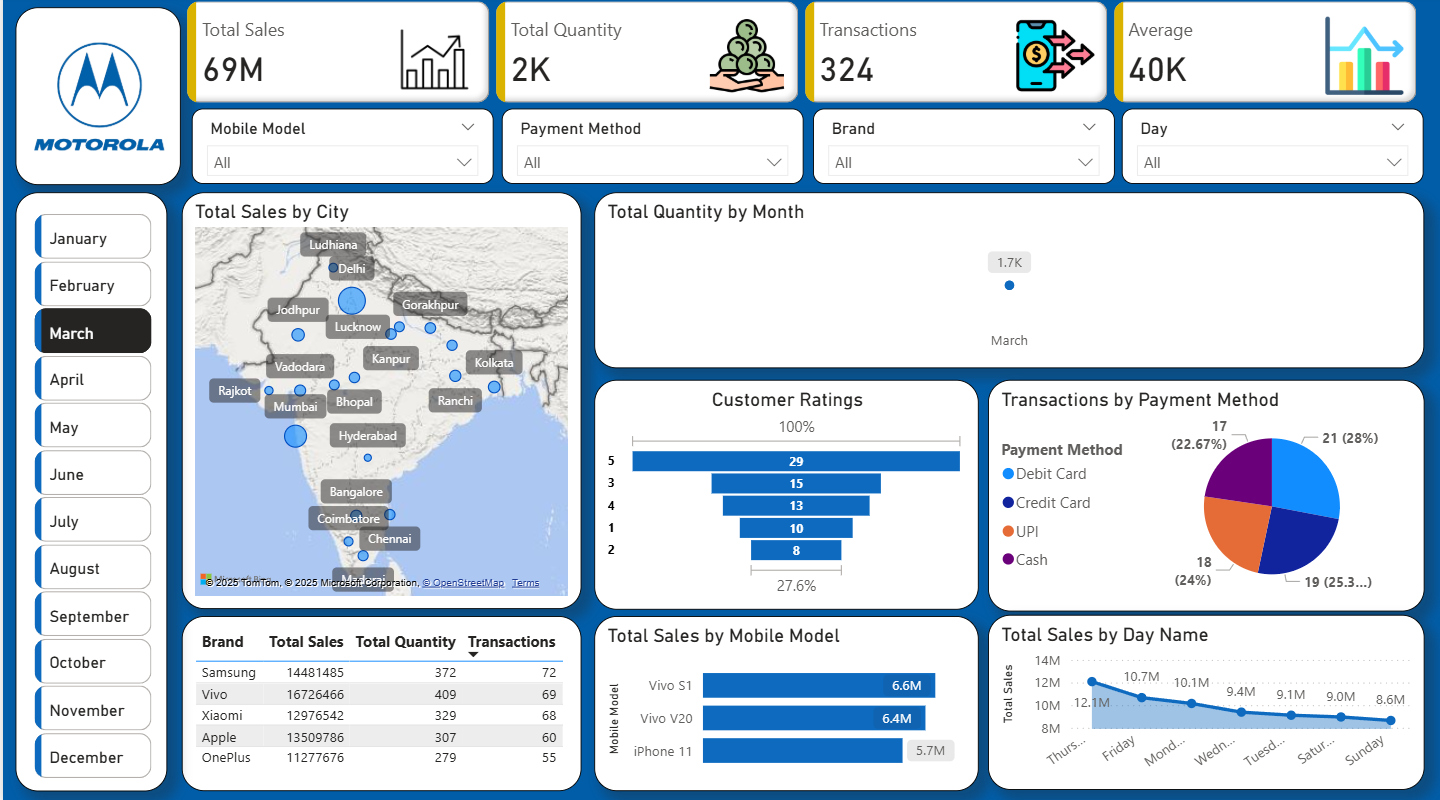 MOTOROLA
Total Sales
69M
Total Quantity
2K
Transactions
324
Average
40K
Mobile Model
All
Payment Method
All
Brand
All
Day
All
January
February
March
April
May
June
July
August
September
October
November
December
Total Sales by City
Ludhiana
Delhi
Jodhpur
Gorakhpur
Lucknow
Kanpur
Vadodara
Kolkata
Rajkot
Mumbai
Bhopal
Ranchi
Hyderabad
Bangalore
Coimbatore
Chennai
© 2025 TomTom, © 2025 Microsoft Corporation, © OpenStreetMap Terms
Total Quantity by Month
1.7K
March
Customer Ratings
100%
5 29
3 15
4 13
1 10
2 8
27.6%
Transactions by Payment Method
Payment Method
Debit Card
Credit Card
UPI
Cash
17
(22.67%)
21 (28%)
18
(24%)
19 (25.3...)
Brand Total Sales Total Quantity Transactions
Samsung 14481485 372 72
Vivo 16726466 409 69
Xiaomi 12976542 329 68
Apple 13509786 307 60
OnePlus 11277676 279 55
Total Sales by Mobile Model
Mobile Model
Vivo S1 6.6M
Vivo V20 6.4M
iPhone 11 5.7M
Total Sales by Day Name
Total Sales
14M
12M
10M
8M
12.1M
10.7M
10.1M
9.4M
9.1M
9.0M
8.6M
Thurs...
Friday
Mond...
Wedn...
Tuesd...
Satur...
Sunday